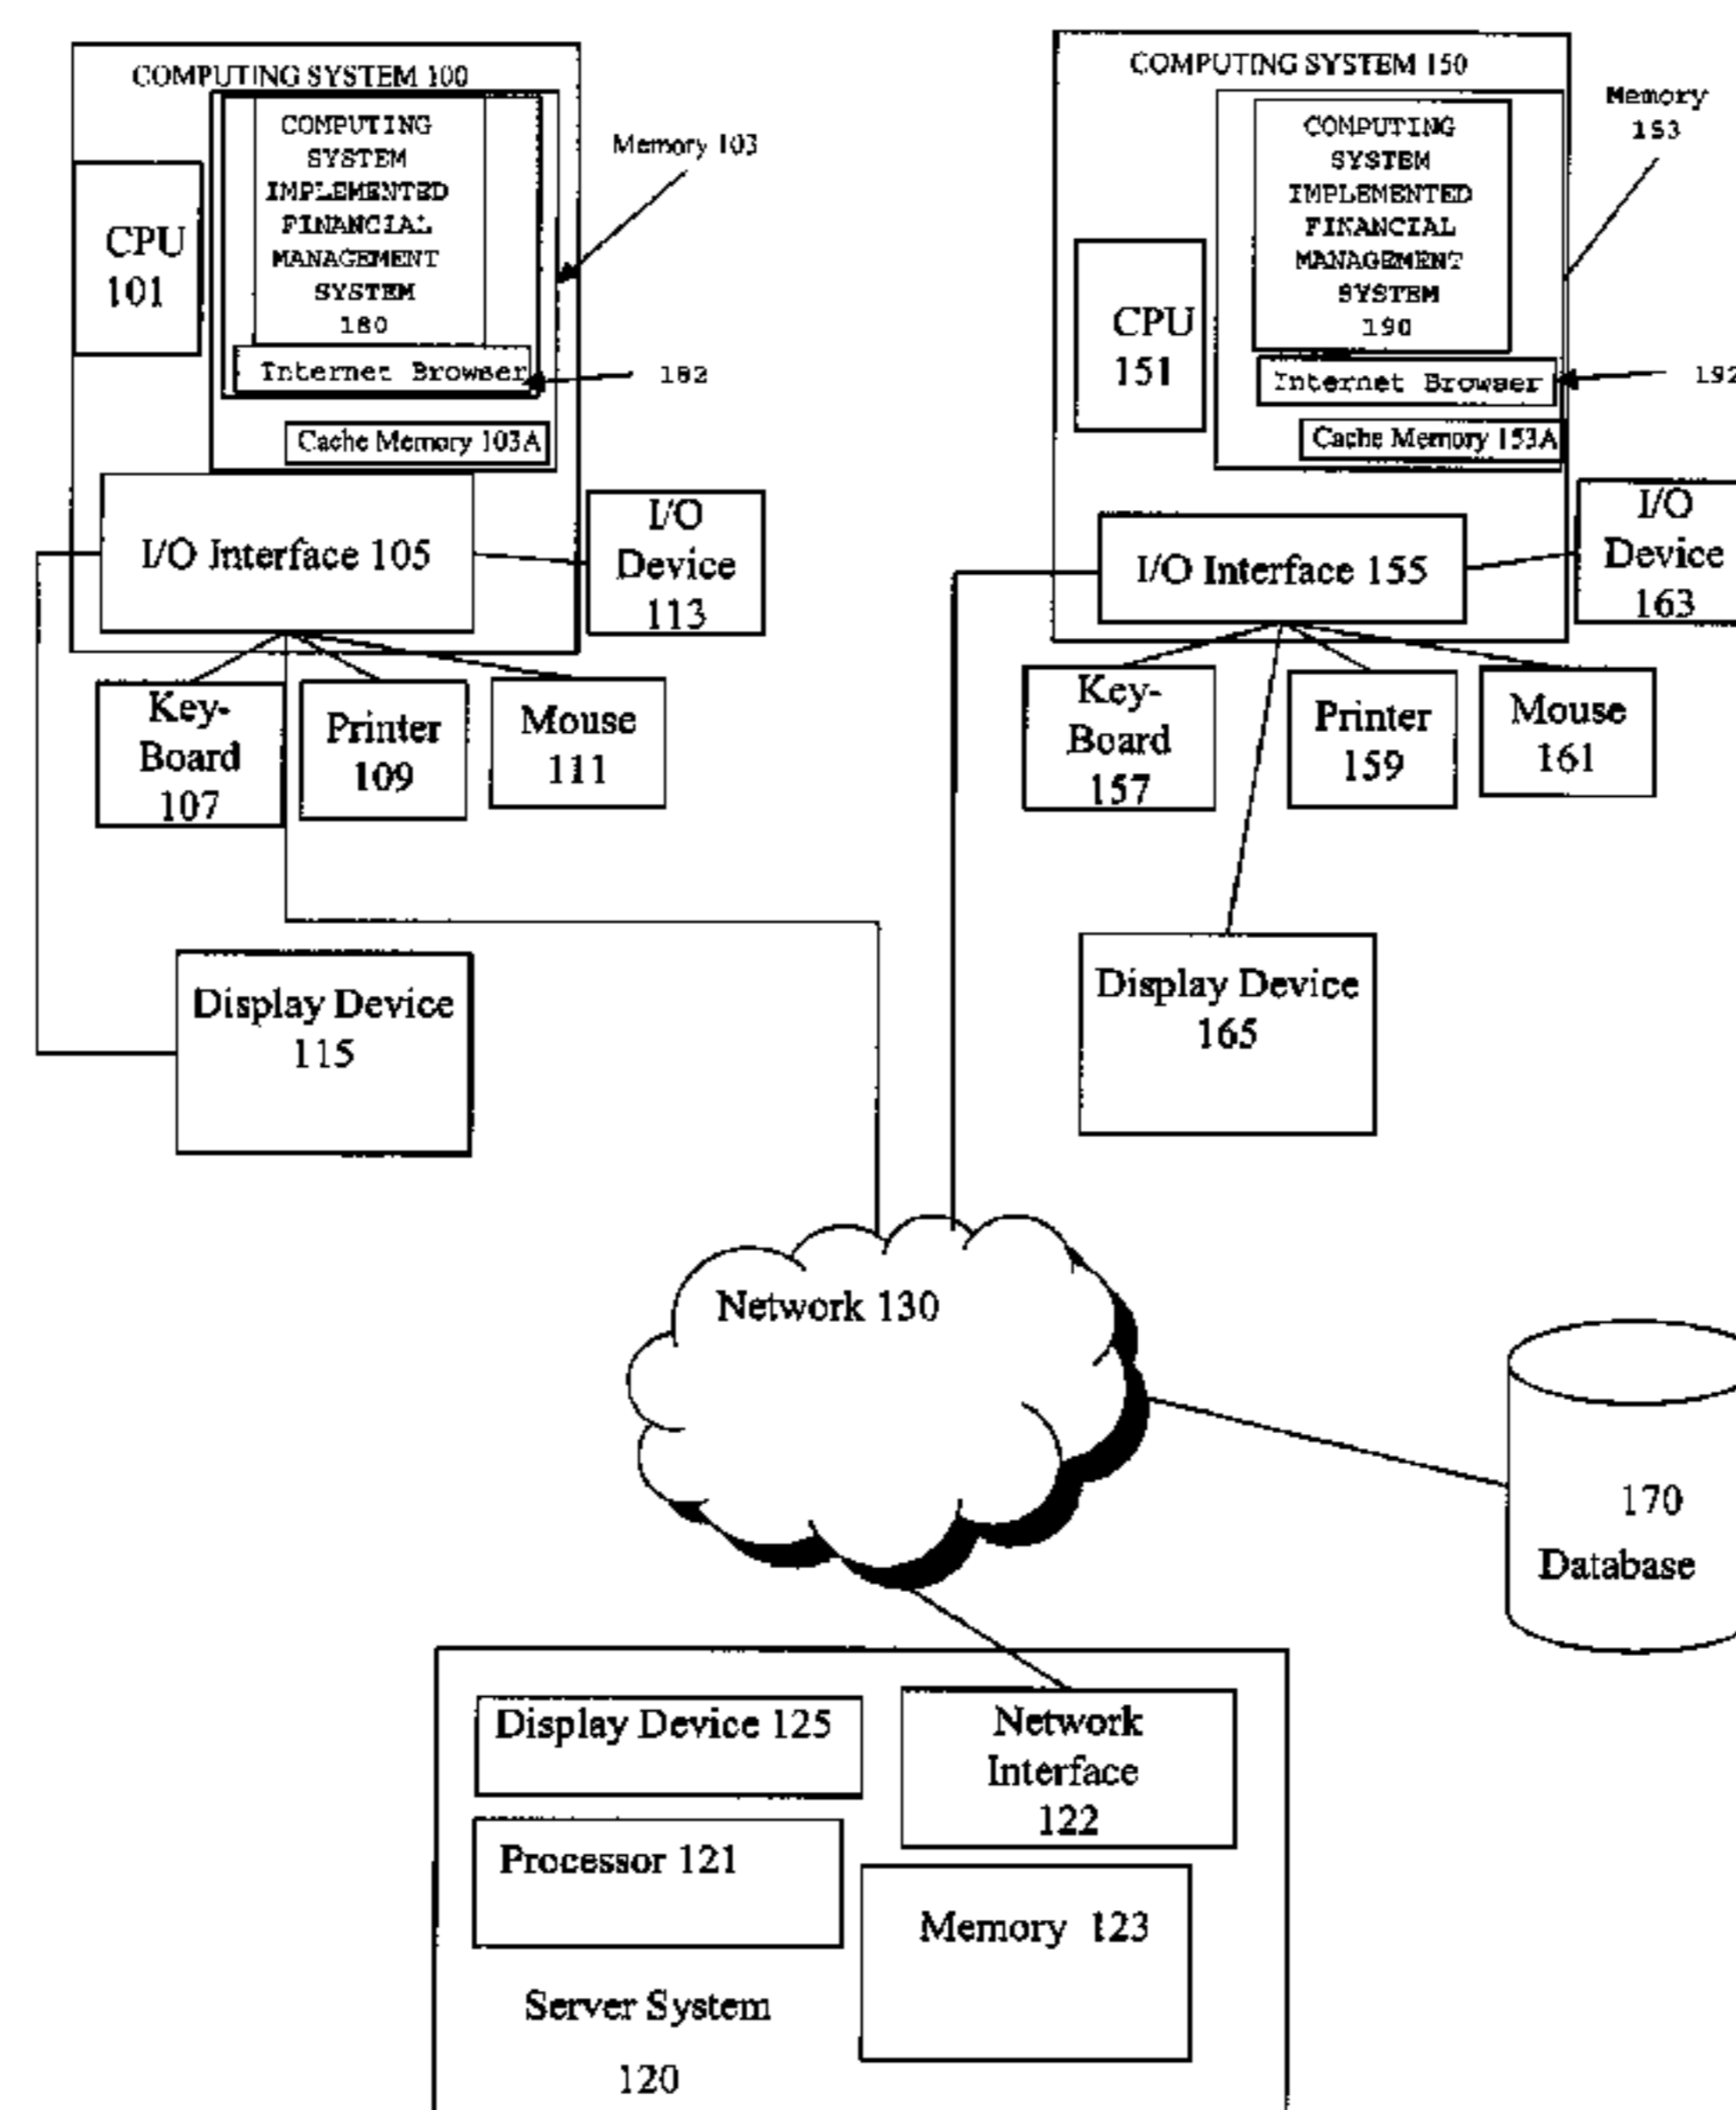 COMPUTING SYSTEM 100
COMPUTING
SYSTEM
IMPLEMENTED
FINANCIAL
MANAGEMENT
SYSTEM
180
Internet Browser
182
Cache Memory 103A
Memory 103
CPU
101
I/O Interface 105
I/O
Device
113
Key-
Board
107
Printer
109
Mouse
111
Display Device
115
COMPUTING SYSTEM 150
COMPUTING
SYSTEM
IMPLEMENTED
FINANCIAL
MANAGEMENT
SYSTEM
190
Internet Browser
192
Cache Memory 153A
Memory
153
CPU
151
I/O Interface 155
I/O
Device
163
Key-
Board
157
Printer
159
Mouse
161
Display Device
165
Network 130
170
Database
Display Device 125
Network
Interface
122
Processor 121
Memory 123
Server System
120